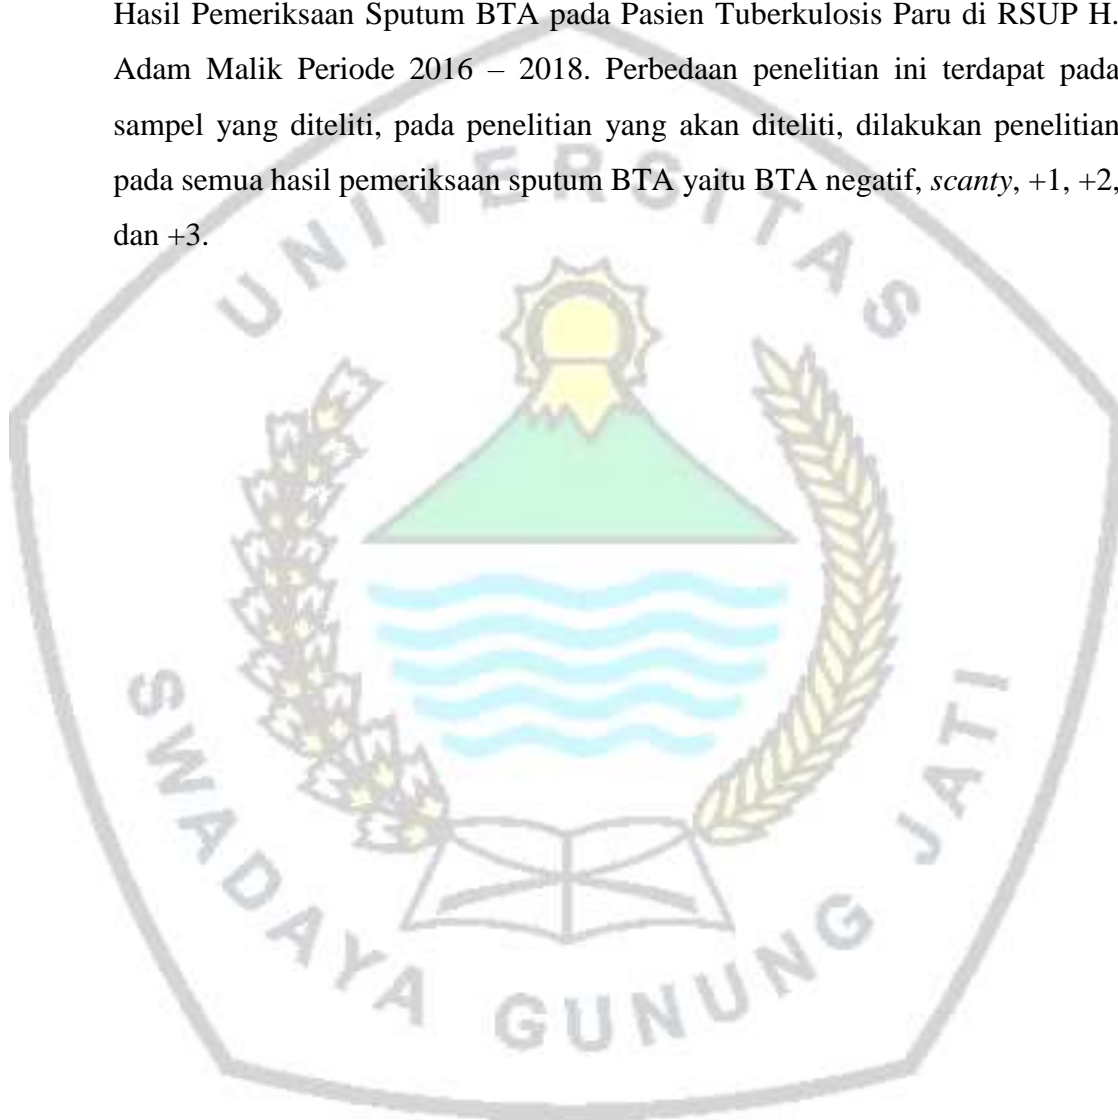 Hasil Pemeriksaan Sputum BTA pada Pasien Tuberkulosis Paru di RSUP H.
Adam Malik Periode 2016 – 2018. Perbedaan penelitian ini terdapat pada
sampel yang diteliti, pada penelitian yang akan diteliti, dilakukan penelitian
pada semua hasil pemeriksaan sputum BTA yaitu BTA negatif, scanty, +1, +2,
dan +3.
UNIVERSITAS
SWADAYA GUNUNG JATI